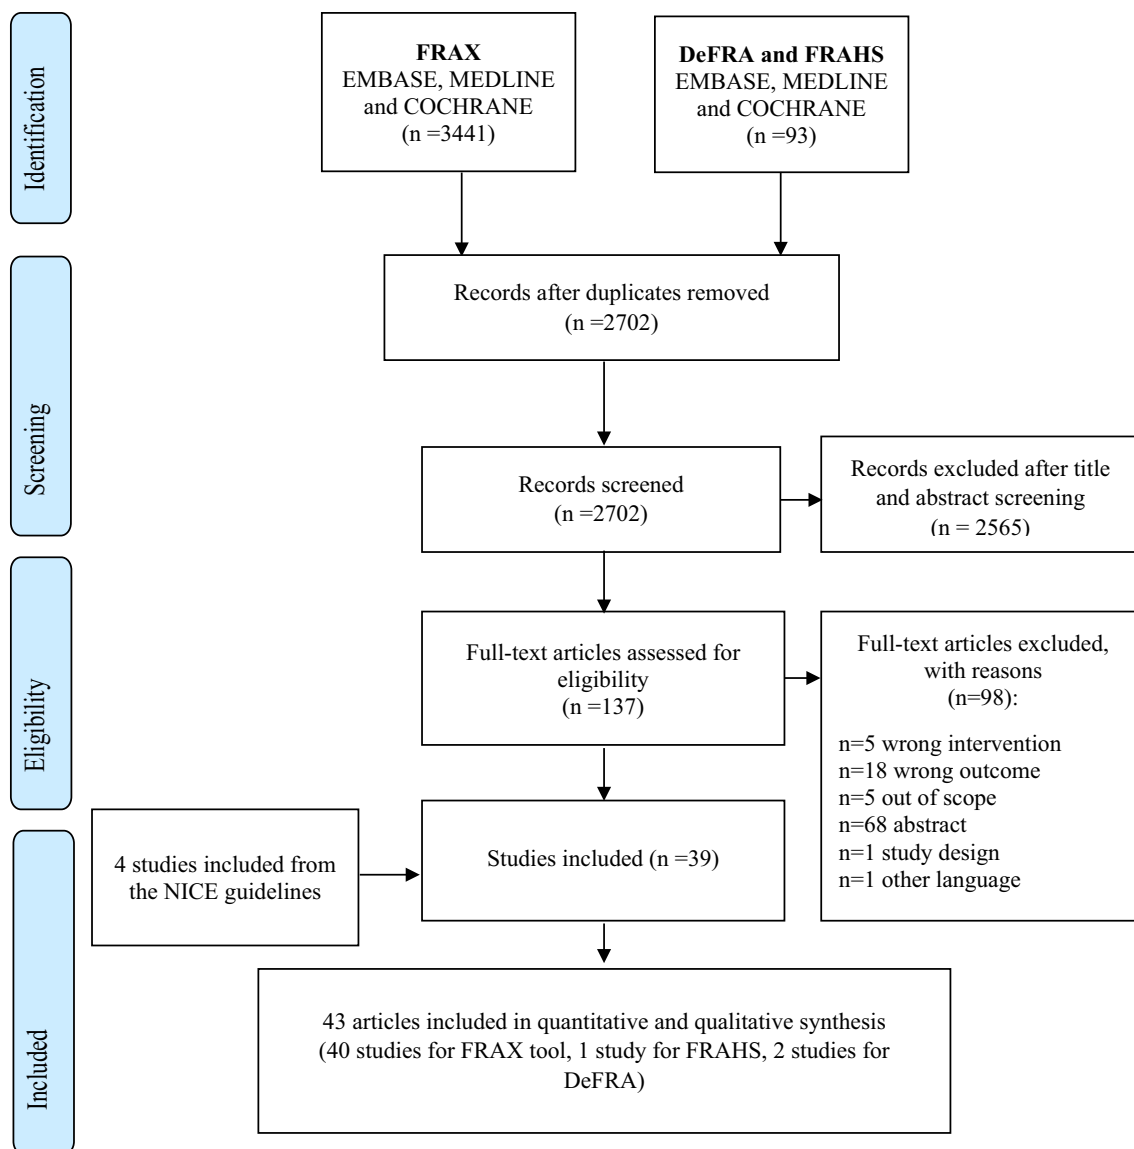 Identification
FRAX
EMBASE, MEDLINE
and COCHRANE
(n =3441)
DeFRA and FRAHS
EMBASE, MEDLINE
and COCHRANE
(n =93)
Screening
Records after duplicates removed
(n =2702)
Records screened
(n =2702)
Records excluded after title
and abstract screening
(n = 2565)
Eligibility
Full-text articles assessed for
eligibility
(n =137)
Full-text articles excluded,
with reasons
(n=98):
n=5 wrong intervention
n=18 wrong outcome
n=5 out of scope
n=68 abstract
n=1 study design
n=1 other language
Included
4 studies included from
the NICE guidelines
Studies included (n =39)
43 articles included in quantitative and qualitative synthesis
(40 studies for FRAX tool, 1 study for FRAHS, 2 studies for
DeFRA)